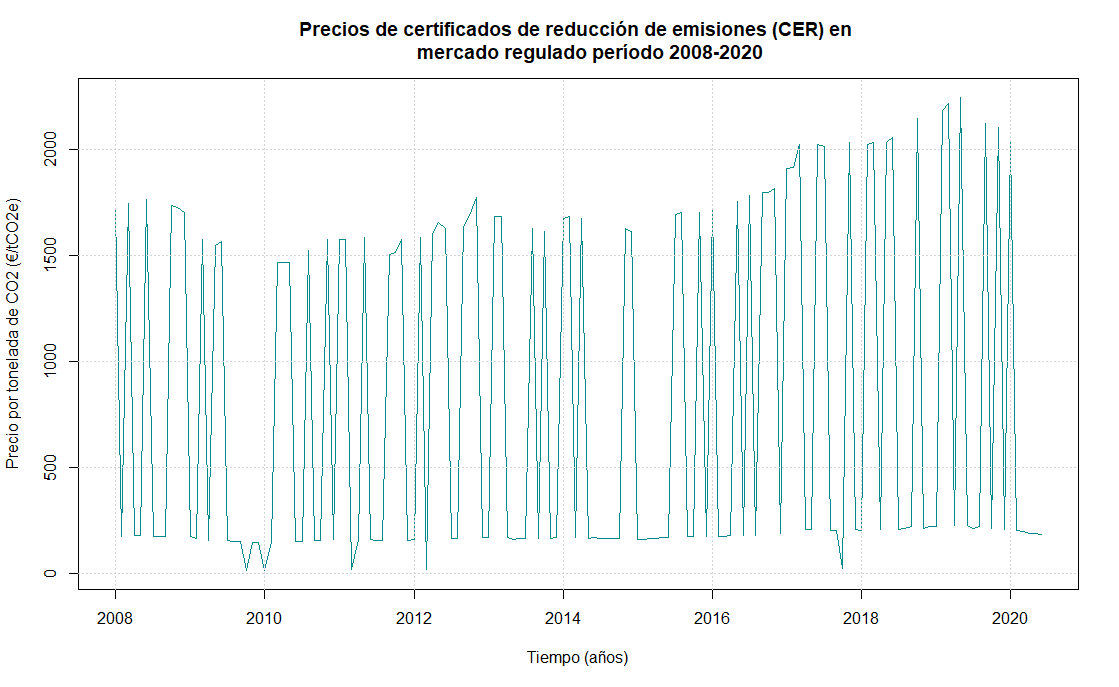 Precios de certificados de reducción de emisiones (CER) en
mercado regulado período 2008-2020
Precio por tonelada de CO2 (€/tCO2e)
2000
1500
1000
500
0
2008 2010 2012 2014 2016 2018 2020
Tiempo (años)